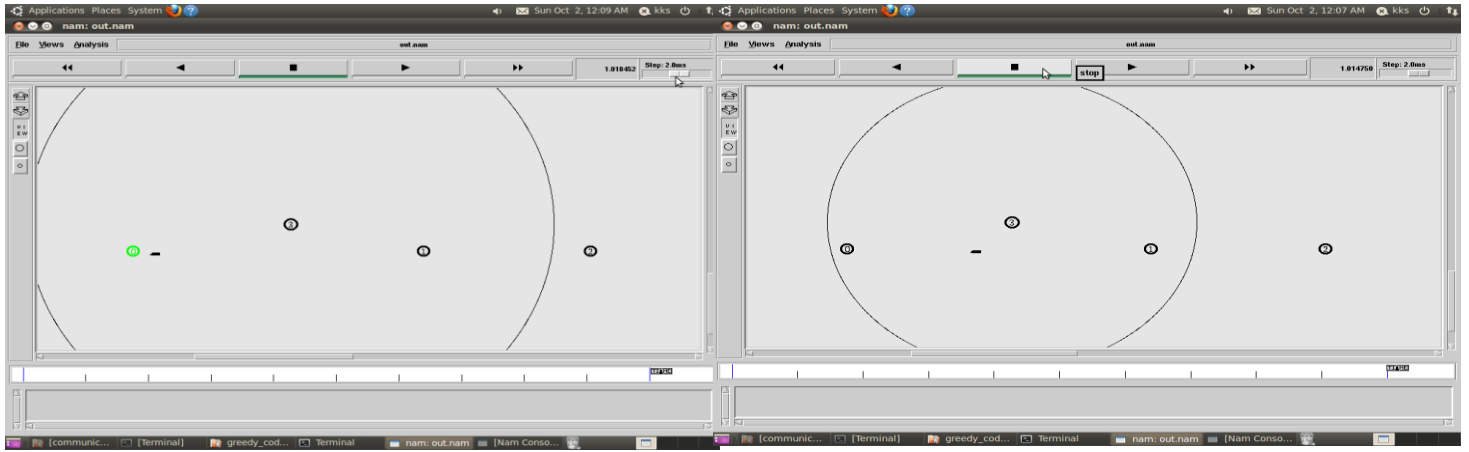 Applications Places System Sun Oct 2, 12:09 AM kks
nam: out.nam
File Views Analysis out.nam
1.018452 Step: 2.0ms
V I
E W
3
0
1
2
[communic... [Terminal] greedy_cod... Terminal nam: out.nam [Nam Conso...
Applications Places System Sun Oct 2, 12:07 AM kks
nam: out.nam
File Views Analysis out.nam
stop 1.014750 Step: 2.0ms
V I
E W
3
0
1
2
[communic... [Terminal] greedy_cod... Terminal nam: out.nam [Nam Conso...